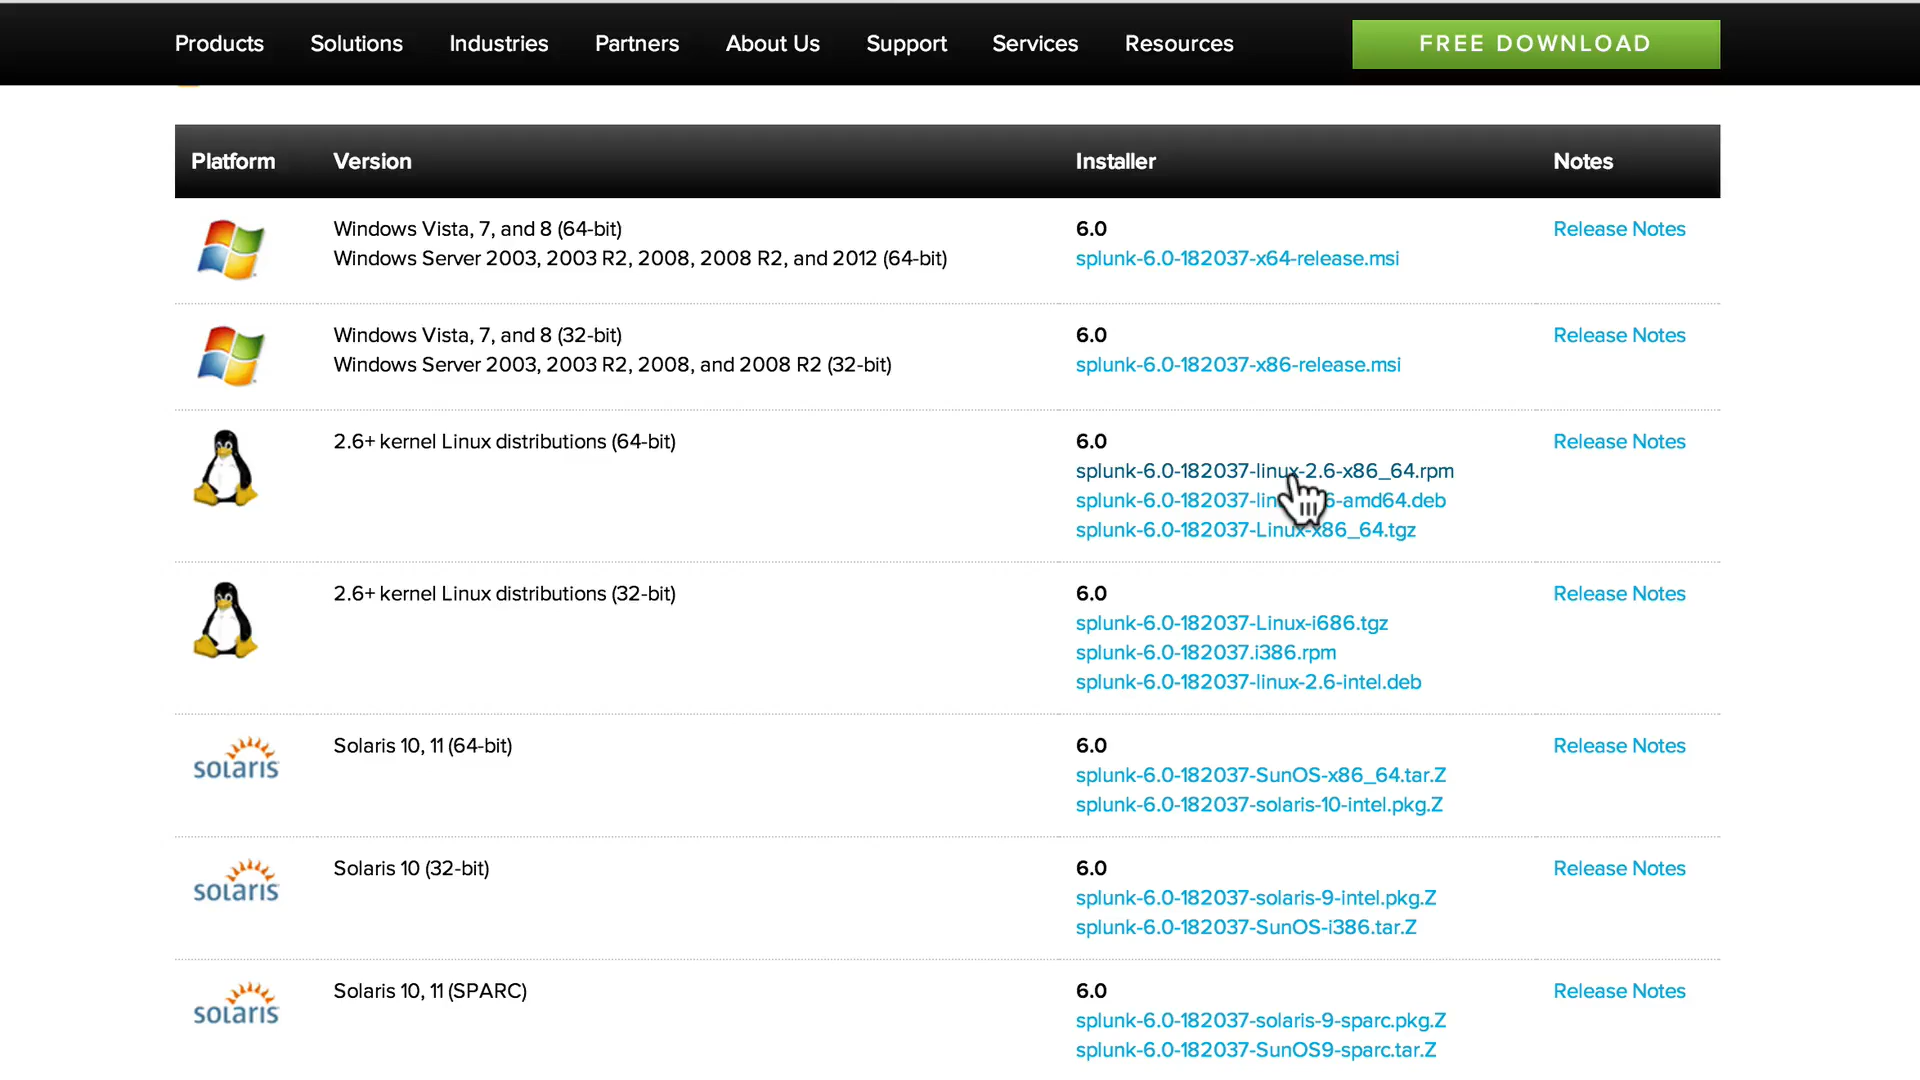 Products Solutions Industries Partners About Us Support Services Resources FREE DOWNLOAD
Platform Version Installer Notes
Windows Vista, 7, and 8 (64-bit) 6.0 Release Notes
Windows Server 2003, 2003 R2, 2008, 2008 R2, and 2012 (64-bit) splunk-6.0-182037-x64-release.msi
Windows Vista, 7, and 8 (32-bit) 6.0 Release Notes
Windows Server 2003, 2003 R2, 2008, and 2008 R2 (32-bit) splunk-6.0-182037-x86-release.msi
2.6+ kernel Linux distributions (64-bit) 6.0 Release Notes
splunk-6.0-182037-linux-2.6-x86_64.rpm
splunk-6.0-182037-lin 6-amd64.deb
splunk-6.0-182037-Linux-x86_64.tgz
2.6+ kernel Linux distributions (32-bit) 6.0 Release Notes
splunk-6.0-182037-Linux-i686.tgz
splunk-6.0-182037.i386.rpm
splunk-6.0-182037-linux-2.6-intel.deb
solaris Solaris 10, 11 (64-bit) 6.0 Release Notes
splunk-6.0-182037-SunOS-x86_64.tar.Z
splunk-6.0-182037-solaris-10-intel.pkg.Z
solaris Solaris 10 (32-bit) 6.0 Release Notes
splunk-6.0-182037-solaris-9-intel.pkg.Z
splunk-6.0-182037-SunOS-i386.tar.Z
solaris Solaris 10, 11 (SPARC) 6.0 Release Notes
splunk-6.0-182037-solaris-9-sparc.pkg.Z
splunk-6.0-182037-SunOS9-sparc.tar.Z